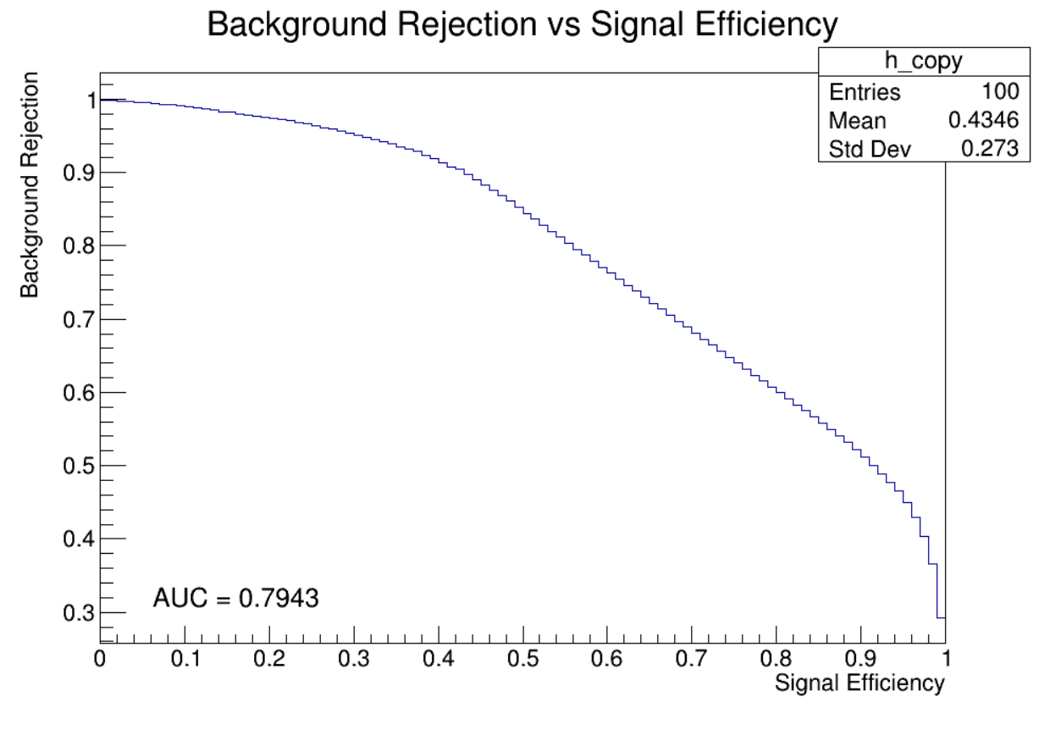 Background Rejection vs Signal Efficiency
h_copy
Entries 100
Mean 0.4346
Std Dev 0.273
Background Rejection
1
0.9
0.8
0.7
0.6
0.5
0.4
0.3
AUC = 0.7943
0 0.1 0.2 0.3 0.4 0.5 0.6 0.7 0.8 0.9 1
Signal Efficiency